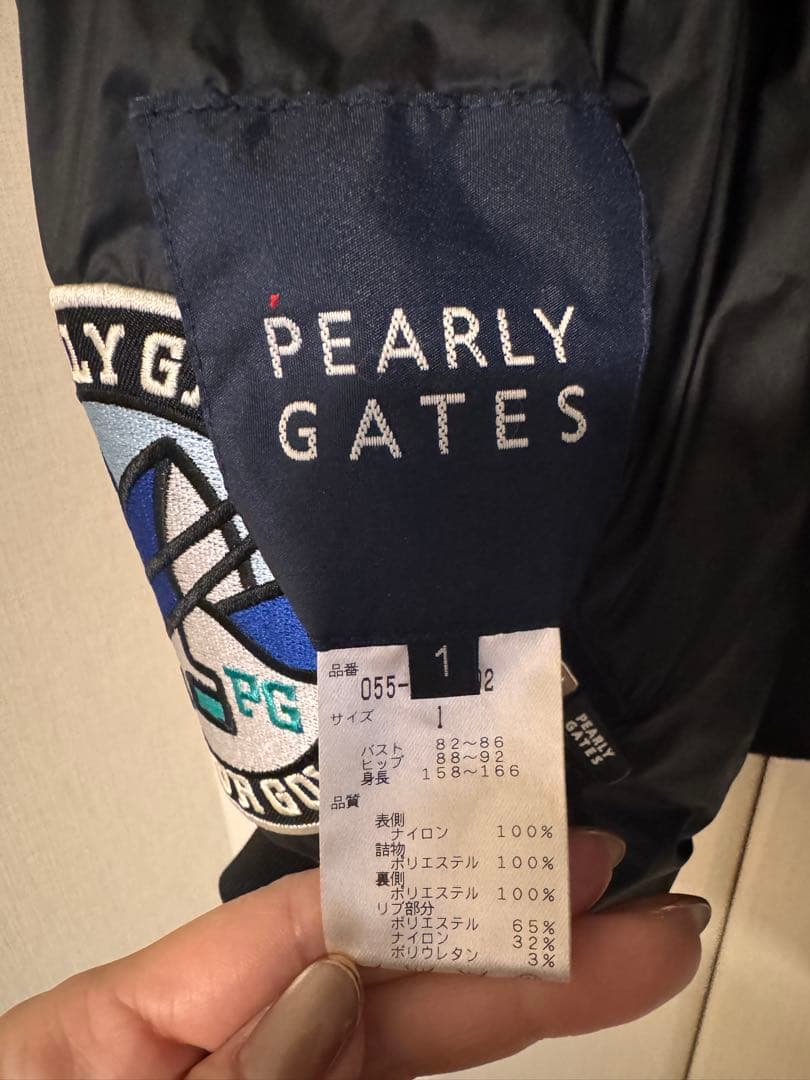 PEARLY
GATES
LY GA
PG
1
品番
055-
02
サイズ 1
バスト 82～86
ヒップ 88～92
身長 158～166
品質
表側
ナイロン 100%
詰物
ポリエステル 100%
裏側
ポリエステル 100%
リブ部分
ポリエステル 65%
ナイロン 32%
ポリウレタン 3%
PEARLY
GATES